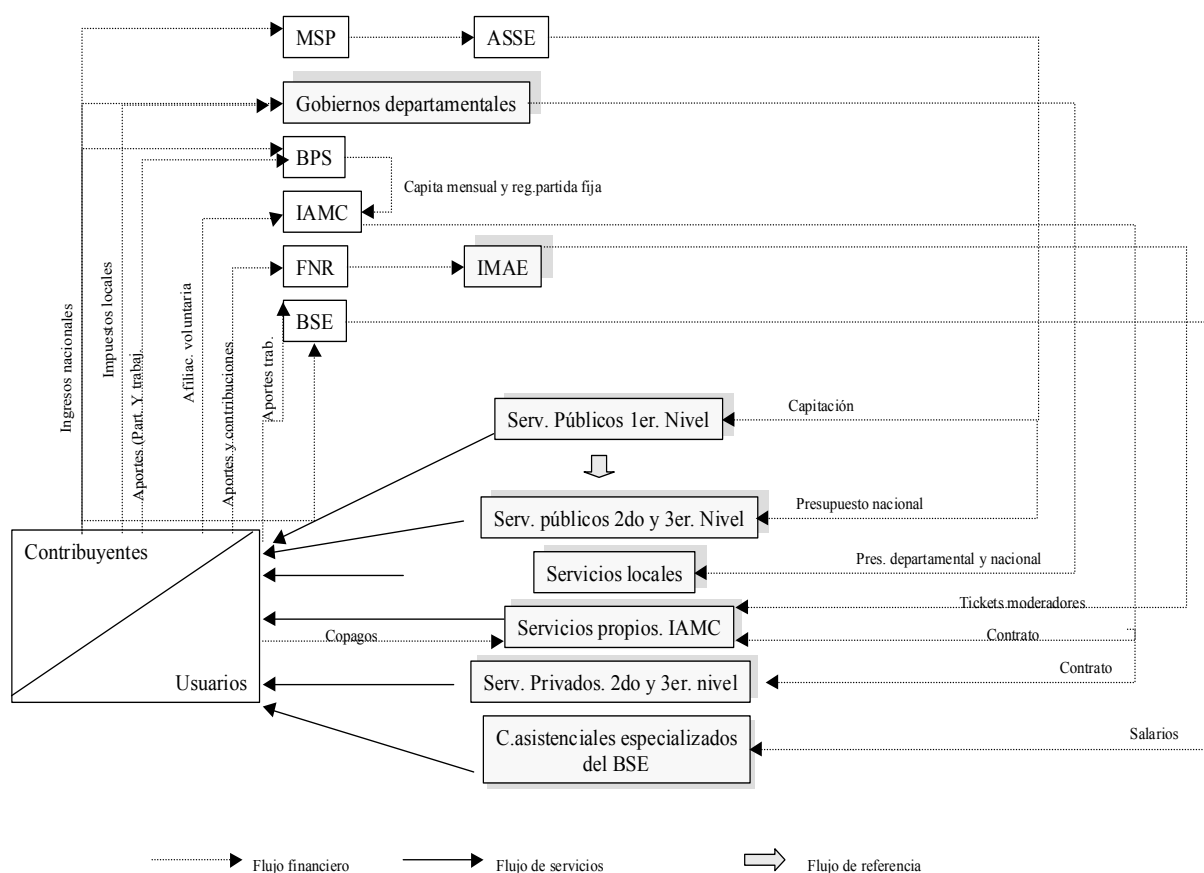 MSP
ASSE
Gobiernos departamentales
BPS
Capita mensual y reg.partida fija
IAMC
FNR
IMAE
BSE
Ingresos nacionales
Impuestos locales
Aportes.(Part. Y trabaj.
Afiliac. voluntaria
Aportes y contribuciones
Aportes trab.
Serv. Públicos 1er. Nivel
Capitación
Serv. públicos 2do y 3er. Nivel
Presupuesto nacional
Contribuyentes
Servicios locales
Pres. departamental y nacional
Tickets moderadores
Servicios propios. IAMC
Copagos
Contrato
Usuarios
Serv. Privados. 2do y 3er. nivel
Contrato
C.asistenciales especializados
del BSE
Salarios
Flujo financiero
Flujo de servicios
Flujo de referencia